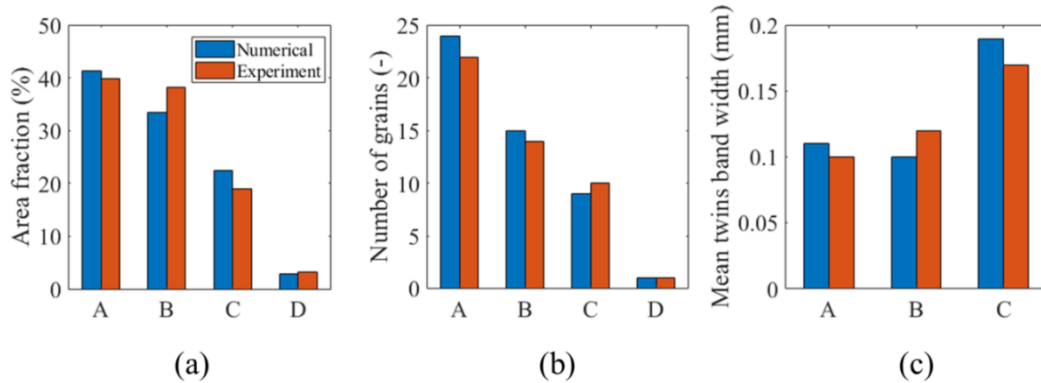 Area fraction (%)
50
40
30
20
10
0
Numerical
Experiment
A B C D
(a)
Number of grains (-)
25
20
15
10
5
0
A B C D
(b)
Mean twins band width (mm)
0.2
0.15
0.1
0.05
0
A B C
(c)